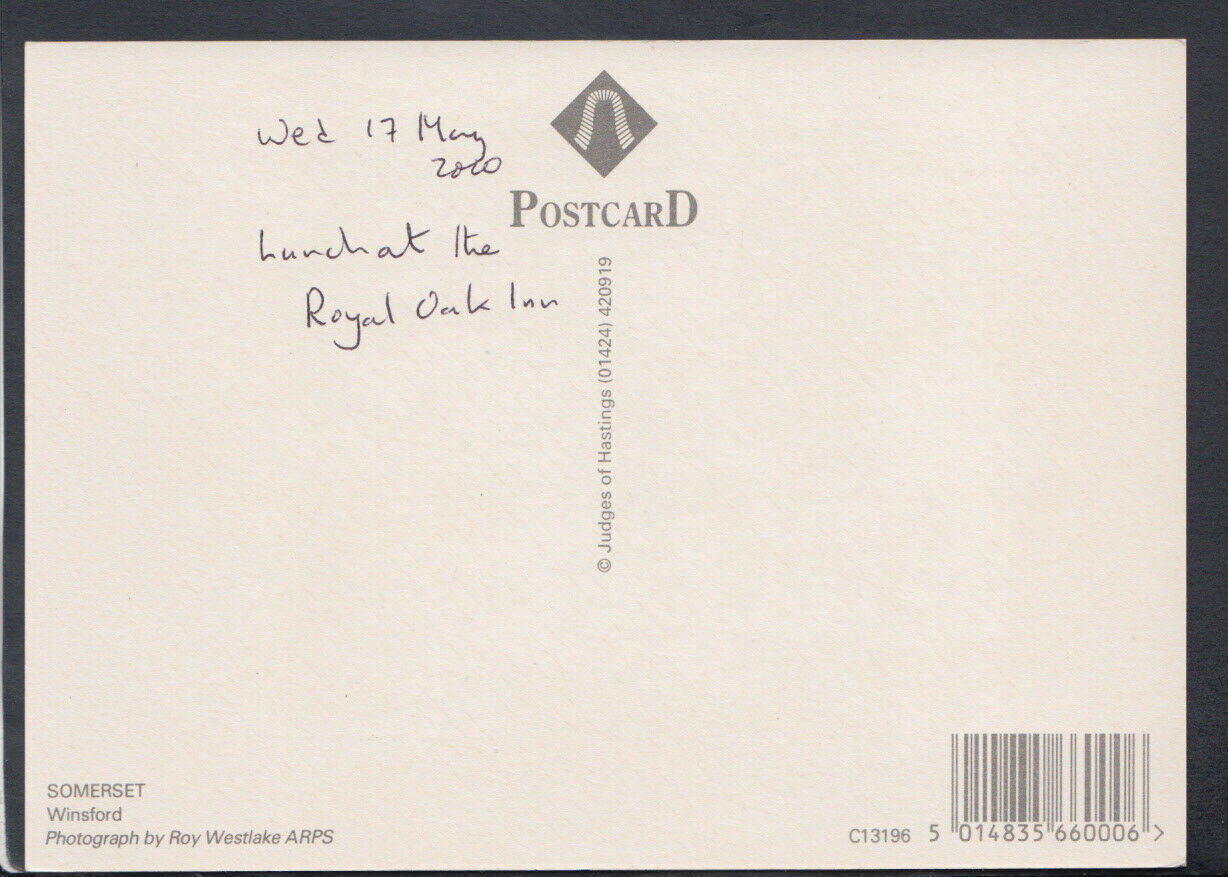 Wed 17 May
2000
Lunch at the
Royal Oak Inn
POSTCARD
© Judges of Hastings (01424) 420919
SOMERSET
Winsford
Photograph by Roy Westlake ARPS
C13196 5 014835 660006 >